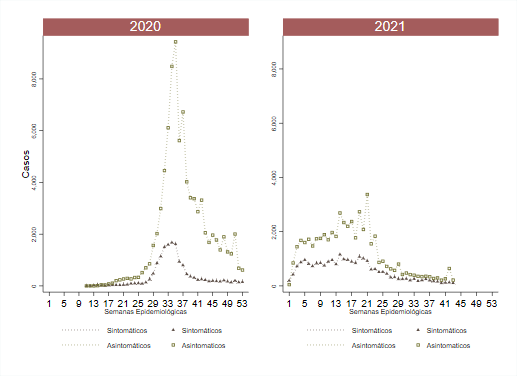 2020
2021
Casos
8,000
6,000
4,000
2,000
0
8,000
6,000
4,000
2,000
0
1 5 9 13 17 21 25 29 33 37 41 45 49 53
1 5 9 13 17 21 25 29 33 37 41 45 49 53
Semanas Epidemiológicas
Semanas Epidemiológicas
Sintomáticos Sintomáticos
Asintomáticos Asintomaticos
Sintomáticos Sintomáticos
Asintomáticos Asintomaticos